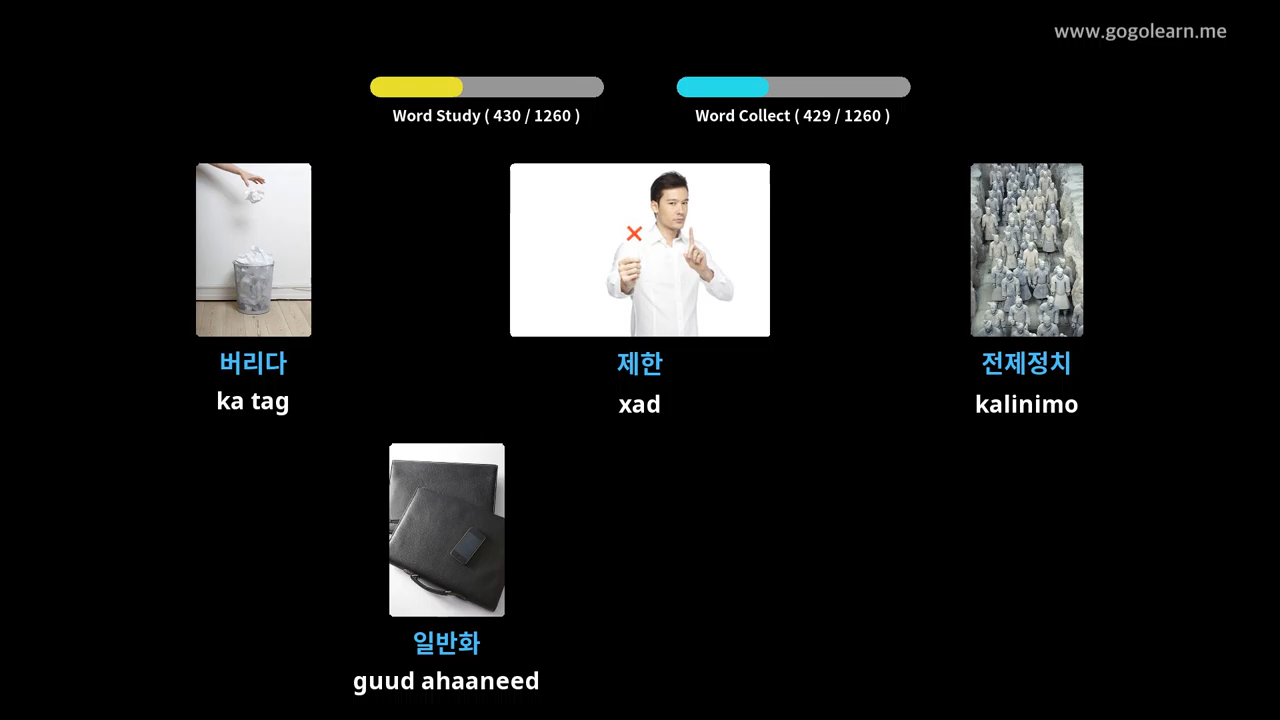 www.gogolearn.me
Word Study ( 430 / 1260 )
Word Collect ( 429 / 1260 )
버리다
ka tag
제한
xad
전제정치
kalinimo
일반화
guud ahaaneed